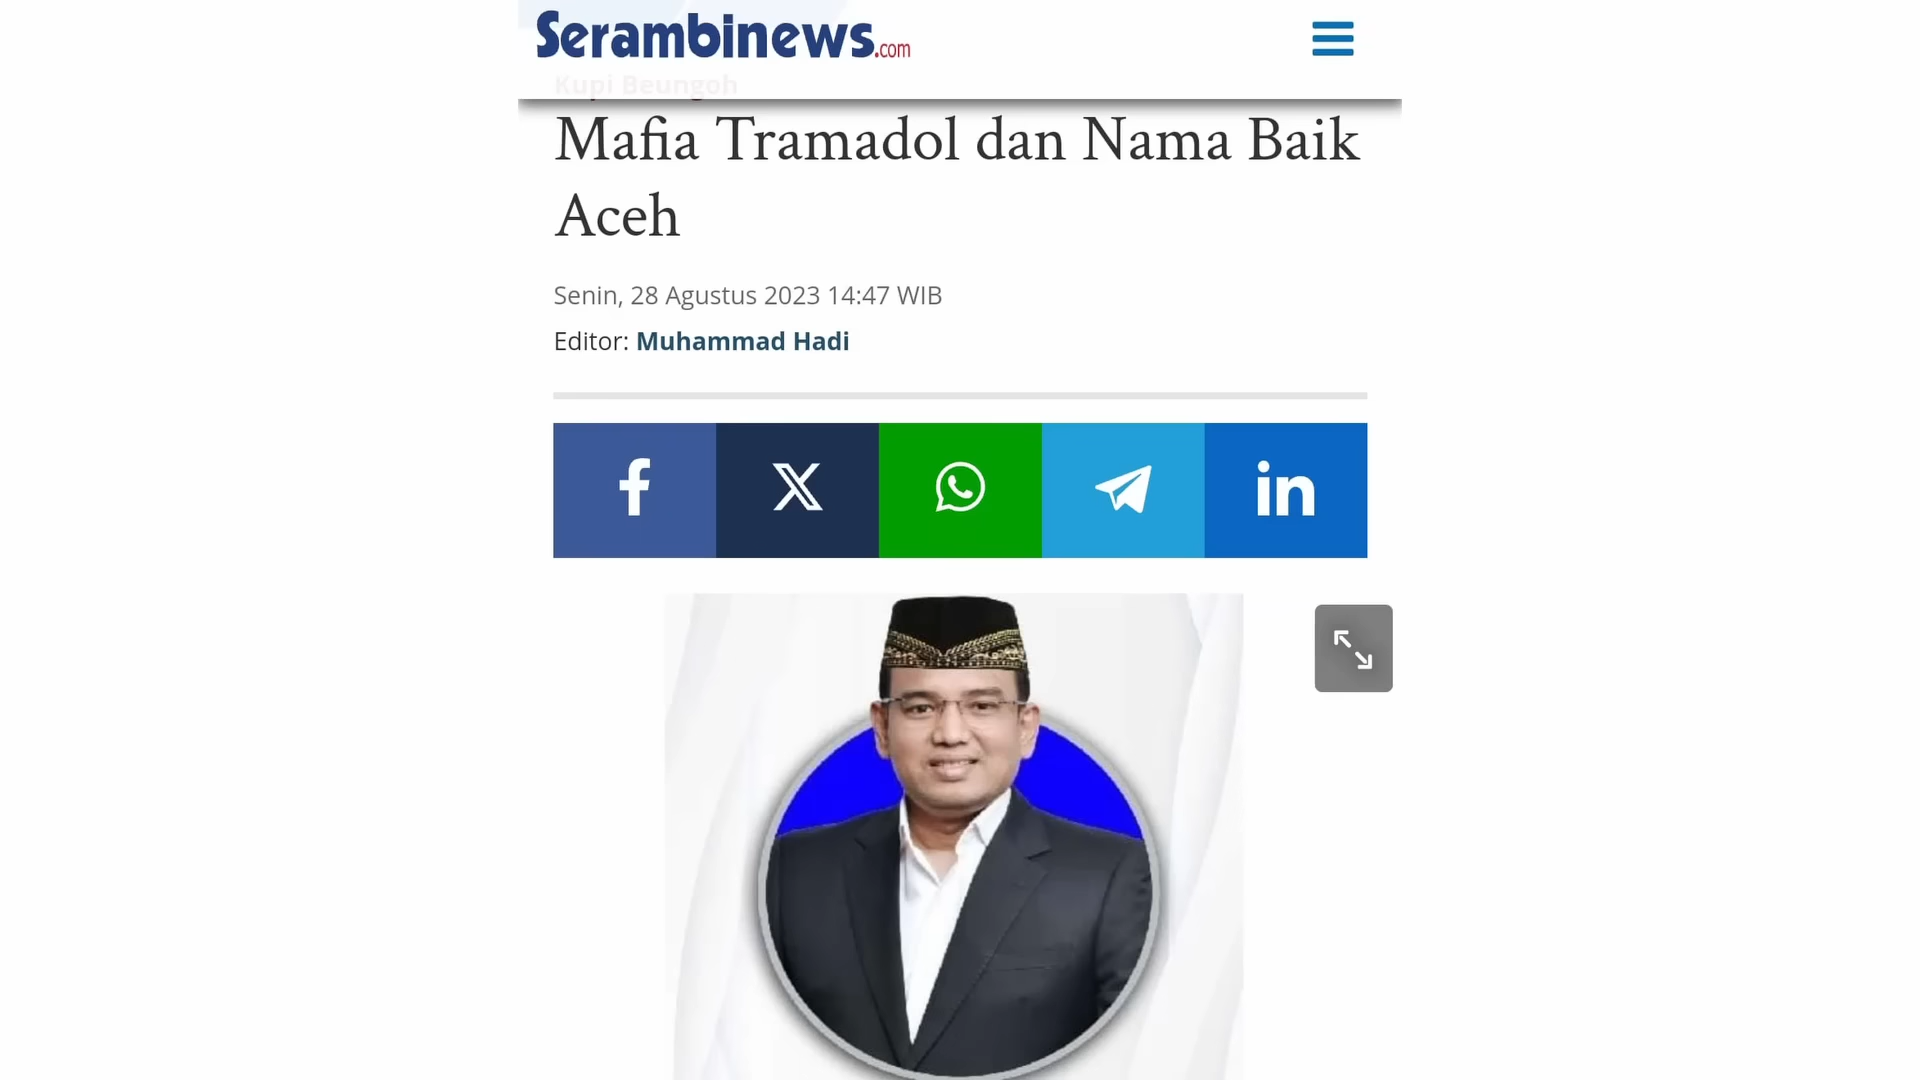 Serambinews.com
Kupi Beungoh
Mafia Tramadol dan Nama Baik
Aceh
Senin, 28 Agustus 2023 14:47 WIB
Editor: Muhammad Hadi